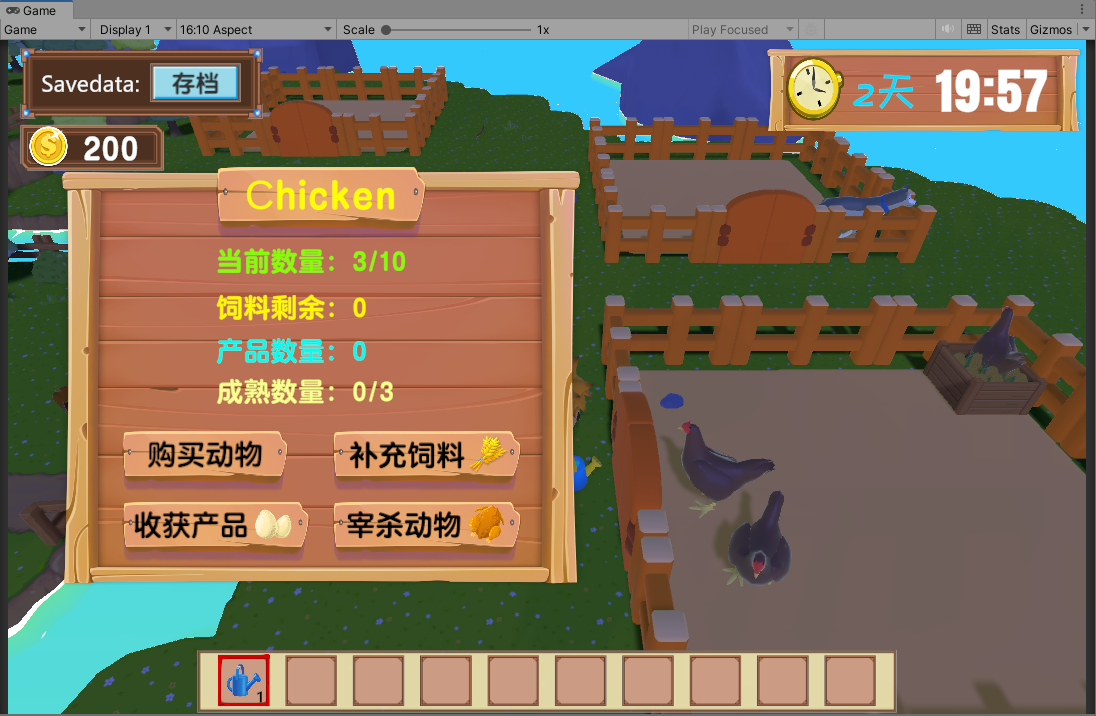 Game
Game Display 1 16:10 Aspect Scale 1x Play Focused Stats Gizmos
Savedata: 存档
2天 19:57
200
Chicken
当前数量：3/10
饲料剩余：0
产品数量：0
成熟数量：0/3
购买动物 补充饲料
收获产品 宰杀动物
1